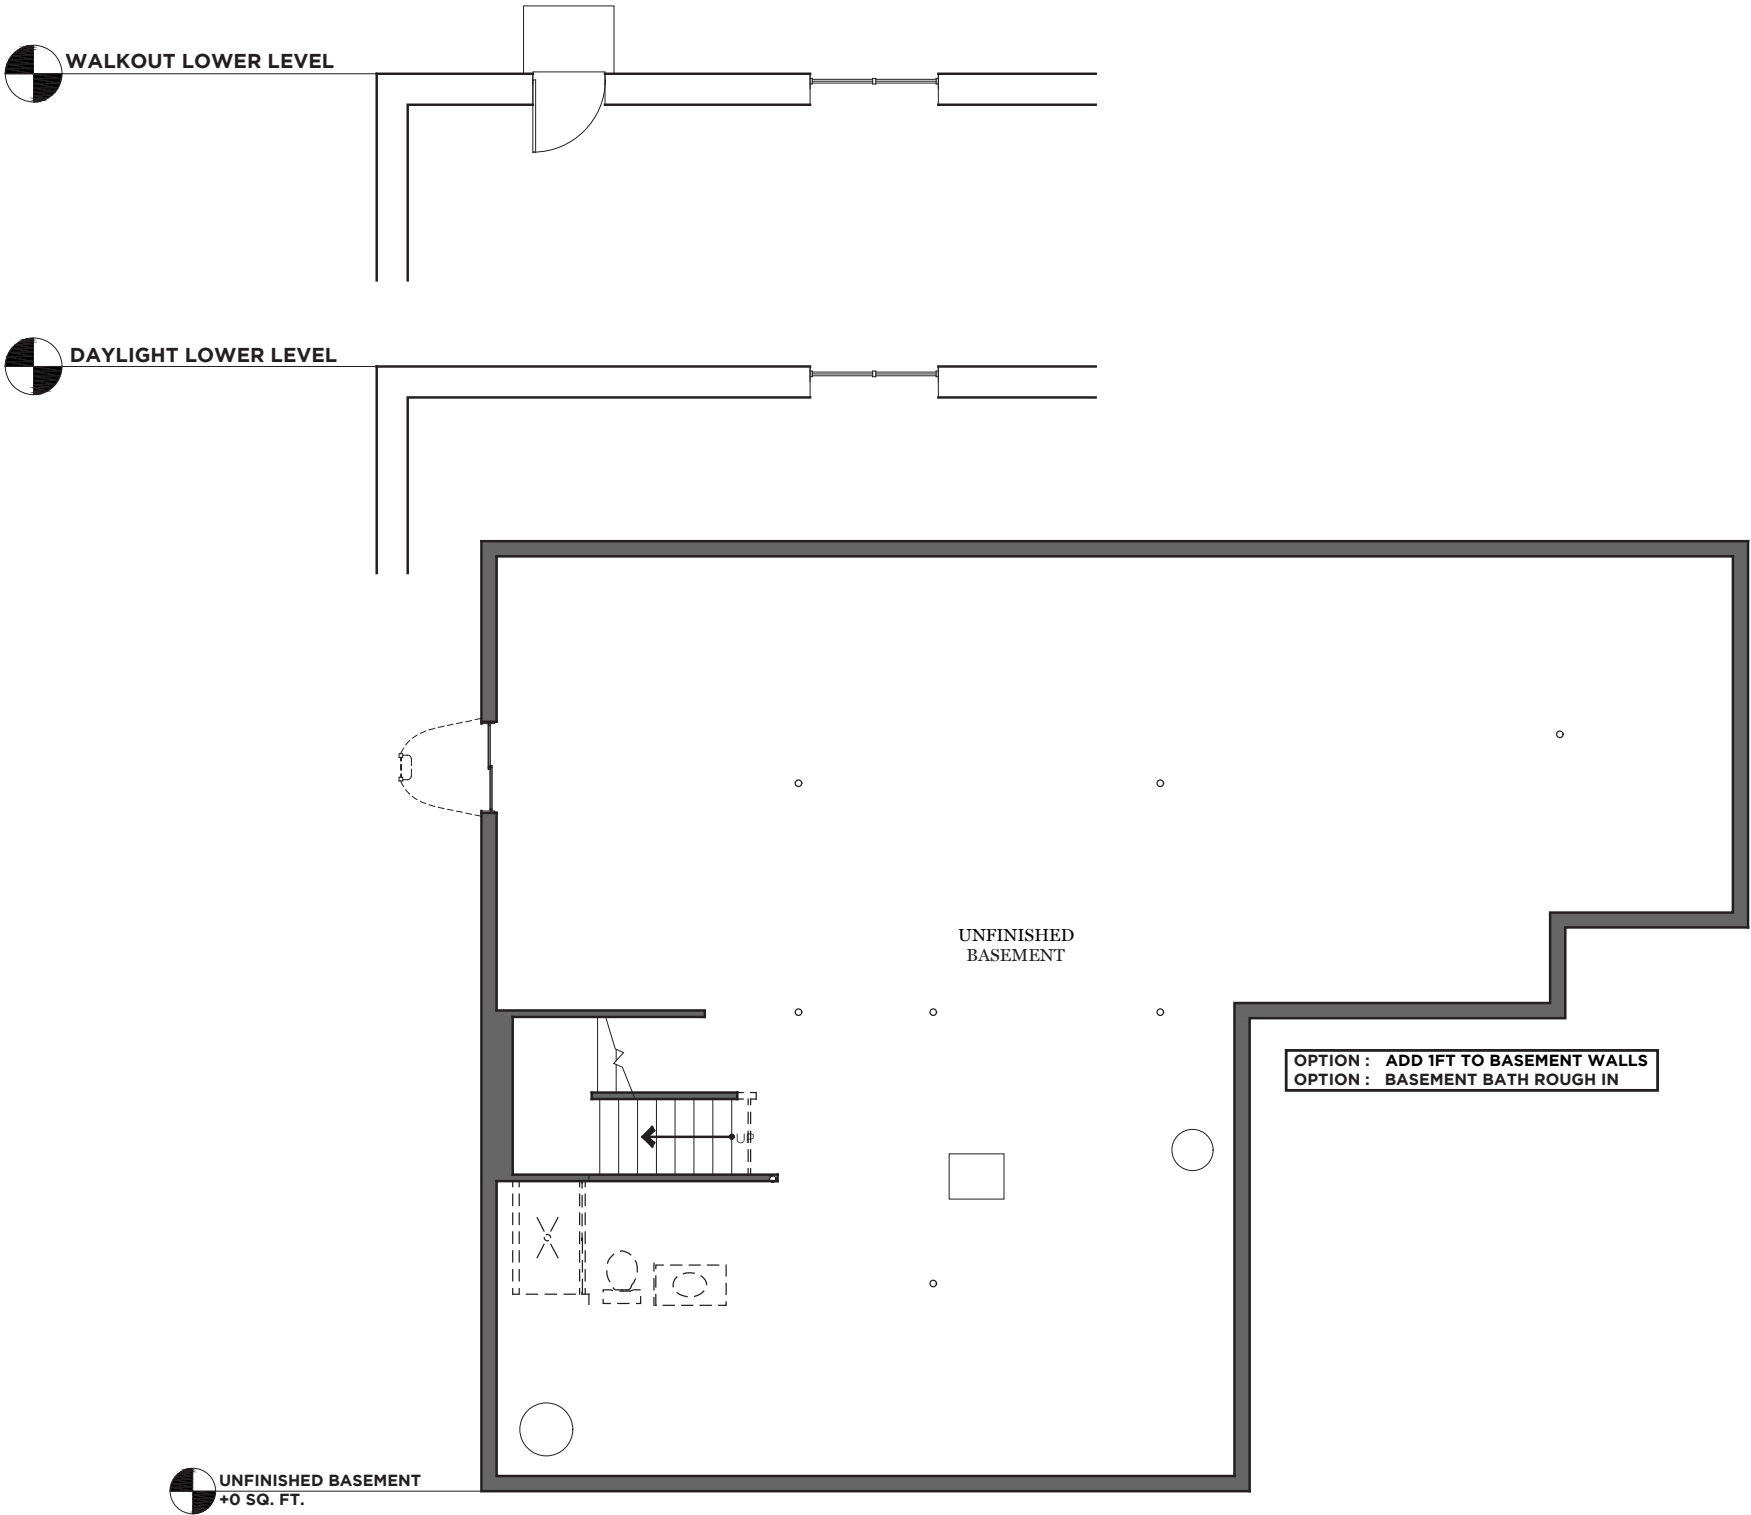 WALKOUT LOWER LEVEL
DAYLIGHT LOWER LEVEL
UNFINISHED
BASEMENT
OPTION : ADD 1FT TO BASEMENT WALLS
OPTION : BASEMENT BATH ROUGH IN
UP
UNFINISHED BASEMENT
+0 SQ. FT.